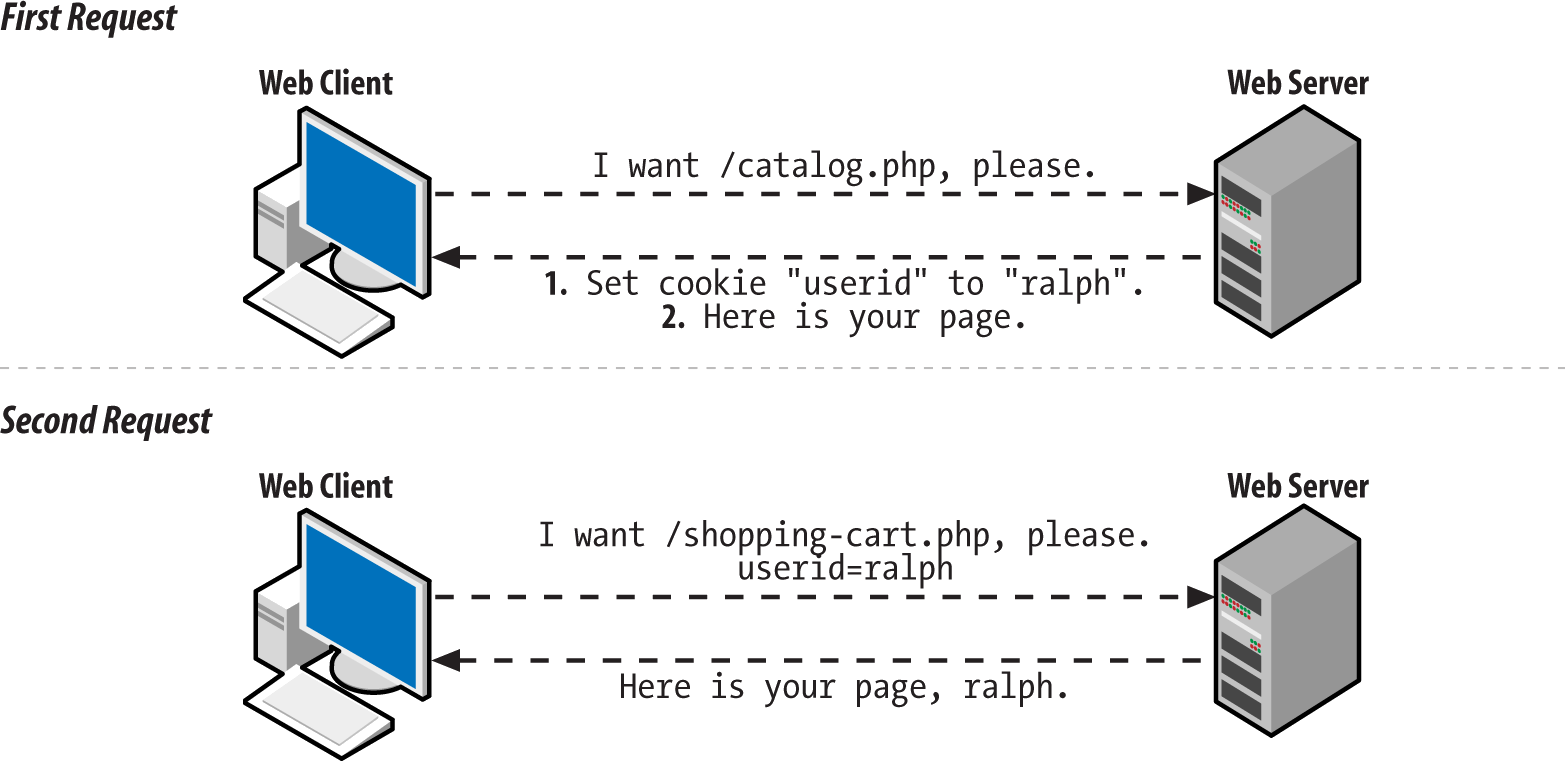 First Request
Web Client
Web Server
I want /catalog.php, please.
1. Set cookie "userid" to "ralph".
2. Here is your page.
Second Request
Web Client
Web Server
I want /shopping-cart.php, please.
userid=ralph
Here is your page, ralph.